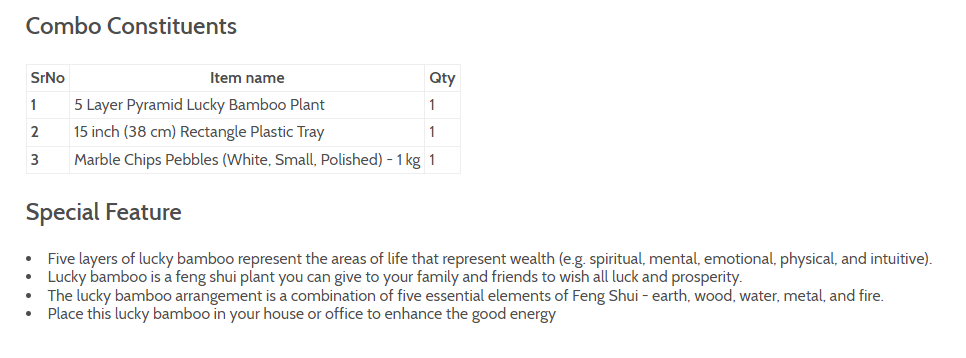 Combo Constituents
SrNo Item name Qty
1 5 Layer Pyramid Lucky Bamboo Plant 1
2 15 inch (38 cm) Rectangle Plastic Tray 1
3 Marble Chips Pebbles (White, Small, Polished) - 1 kg 1
Special Feature
• Five layers of lucky bamboo represent the areas of life that represent wealth (e.g. spiritual, mental, emotional, physical, and intuitive).
• Lucky bamboo is a feng shui plant you can give to your family and friends to wish all luck and prosperity.
• The lucky bamboo arrangement is a combination of five essential elements of Feng Shui - earth, wood, water, metal, and fire.
• Place this lucky bamboo in your house or office to enhance the good energy